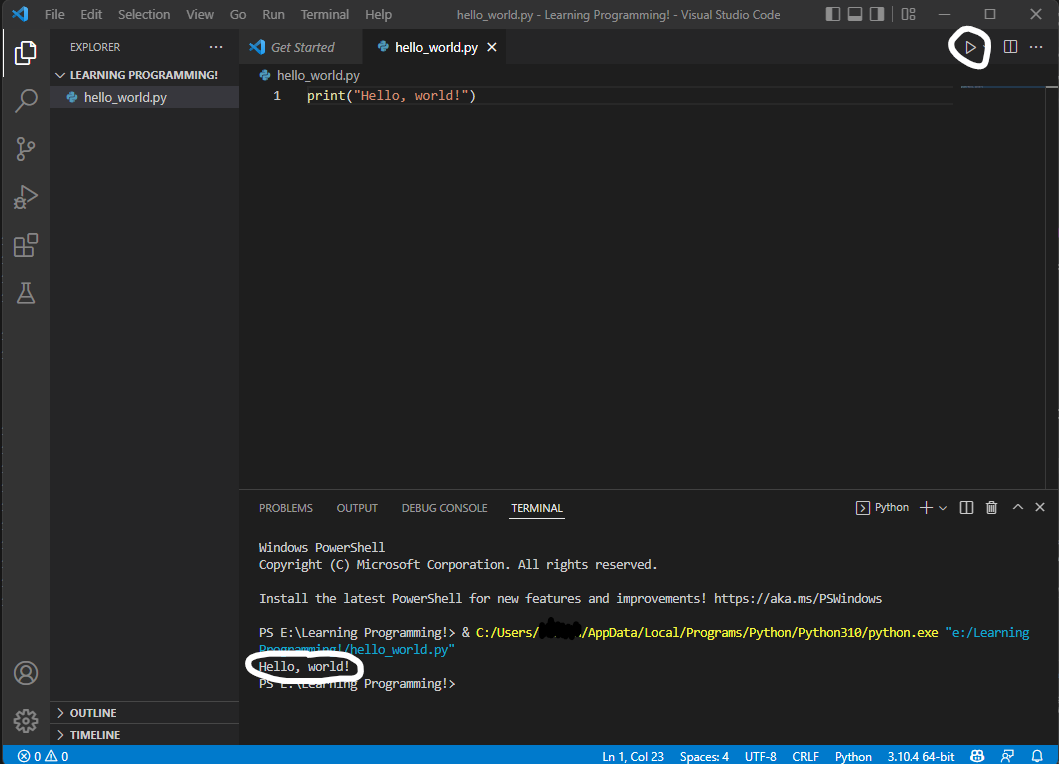 File Edit Selection View Go Run Terminal Help hello_world.py - Learning Programming! - Visual Studio Code
EXPLORER
Get Started hello_world.py
LEARNING PROGRAMMING!
hello_world.py
hello_world.py
1 print("Hello, world!")
PROBLEMS OUTPUT DEBUG CONSOLE TERMINAL Python
Windows PowerShell
Copyright (C) Microsoft Corporation. All rights reserved.
Install the latest PowerShell for new features and improvements! https://aka.ms/PSWindows
PS E:\Learning Programming!> & C:/Users/ /AppData/Local/Programs/Python/Python310/python.exe "e:/Learning
Programming!/hello_world.py"
Hello, world!
PS E:\Learning Programming!>
OUTLINE
TIMELINE
0 0 Ln 1, Col 23 Spaces: 4 UTF-8 CRLF Python 3.10.4 64-bit